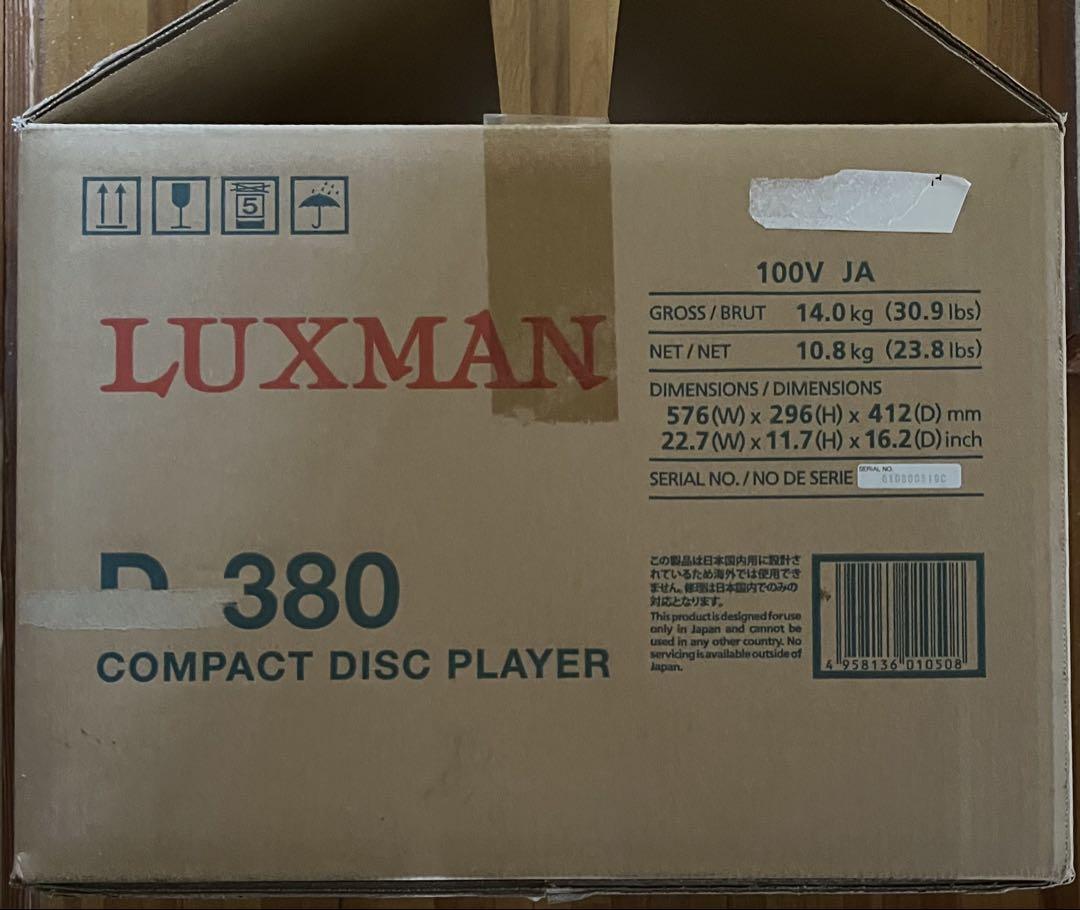 5
100V JA
GROSS / BRUT 14.0 kg (30.9 lbs)
LUXMAN
NET / NET 10.8 kg (23.8 lbs)
DIMENSIONS / DIMENSIONS
576(W) x 296(H) x 412(D) mm
22.7(W) x 11.7(H) x 16.2(D) inch
SERIAL NO. / NO DE SERIE
SERIAL NO.
D 380
COMPACT DISC PLAYER
この製品は日本国内用に設計さ
れているため海外では使用でき
ません。修理は日本国内でのみの
対応となります。
This product is designed for use
only in Japan and cannot be
used in any other country. No
servicing is available outside of
Japan.
4 958136 010508